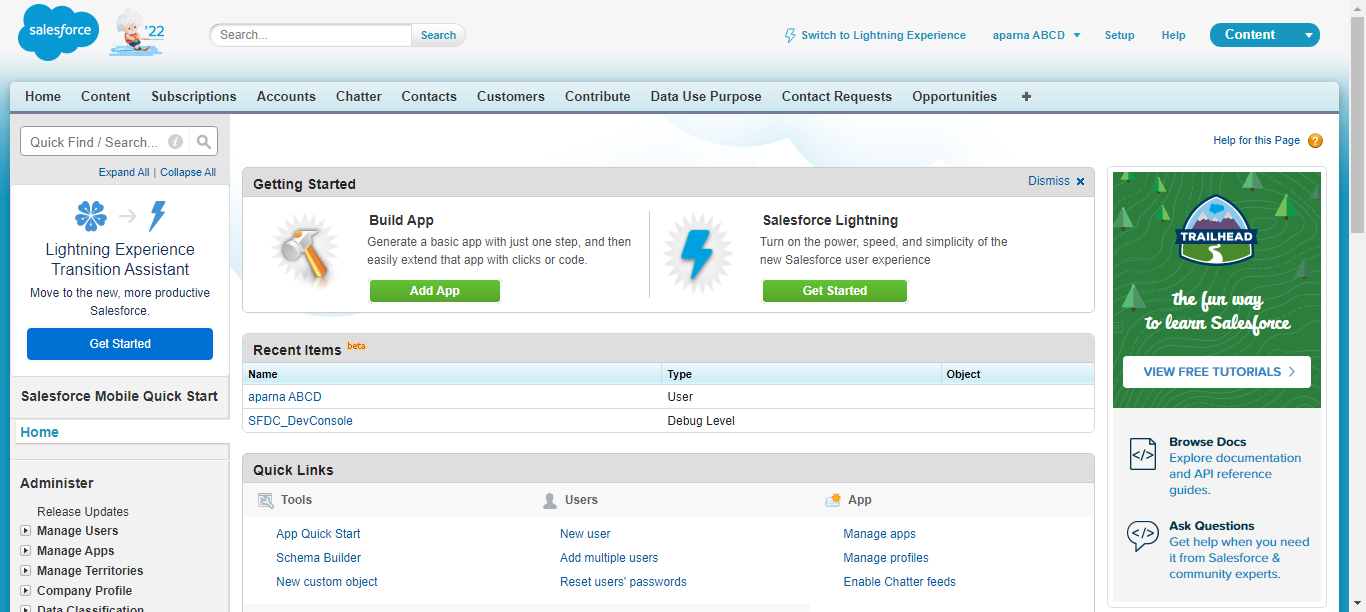 salesforce
'22
Search...
Search
Switch to Lightning Experience
aparna ABCD
Setup
Help
Content
Home
Content
Subscriptions
Accounts
Chatter
Contacts
Customers
Contribute
Data Use Purpose
Contact Requests
Opportunities
+
Quick Find / Search...
i
Expand All | Collapse All
Lightning Experience
Transition Assistant
Move to the new, more productive
Salesforce.
Get Started
Salesforce Mobile Quick Start
Home
Administer
Release Updates
Manage Users
Manage Apps
Manage Territories
Company Profile
Data Classification
Help for this Page ?
Getting Started
Dismiss x
Build App
Generate a basic app with just one step, and then
easily extend that app with clicks or code.
Add App
Salesforce Lightning
Turn on the power, speed, and simplicity of the
new Salesforce user experience
Get Started
Recent Items beta
Name
Type
Object
aparna ABCD
User
SFDC_DevConsole
Debug Level
Quick Links
Tools
Users
App
App Quick Start
New user
Manage apps
Schema Builder
Add multiple users
Manage profiles
New custom object
Reset users' passwords
Enable Chatter feeds
TRAILHEAD
the fun way
to learn Salesforce
VIEW FREE TUTORIALS
</>
Browse Docs
Explore documentation
and API reference
guides.
</>
Ask Questions
Get help when you need
it from Salesforce &
community experts.